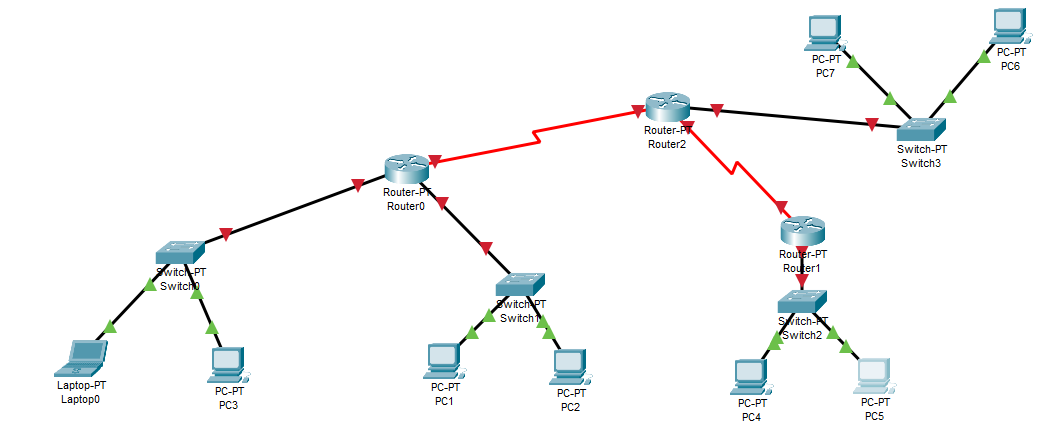 PC-PT
PC7
PC-PT
PC6
Router-PT
Router2
Switch-PT
Switch3
Router-PT
Router0
Router-PT
Router1
Switch-PT
Switch0
Switch-PT
Switch1
Switch-PT
Switch2
Laptop-PT
Laptop0
PC-PT
PC3
PC-PT
PC1
PC-PT
PC2
PC-PT
PC4
PC-PT
PC5